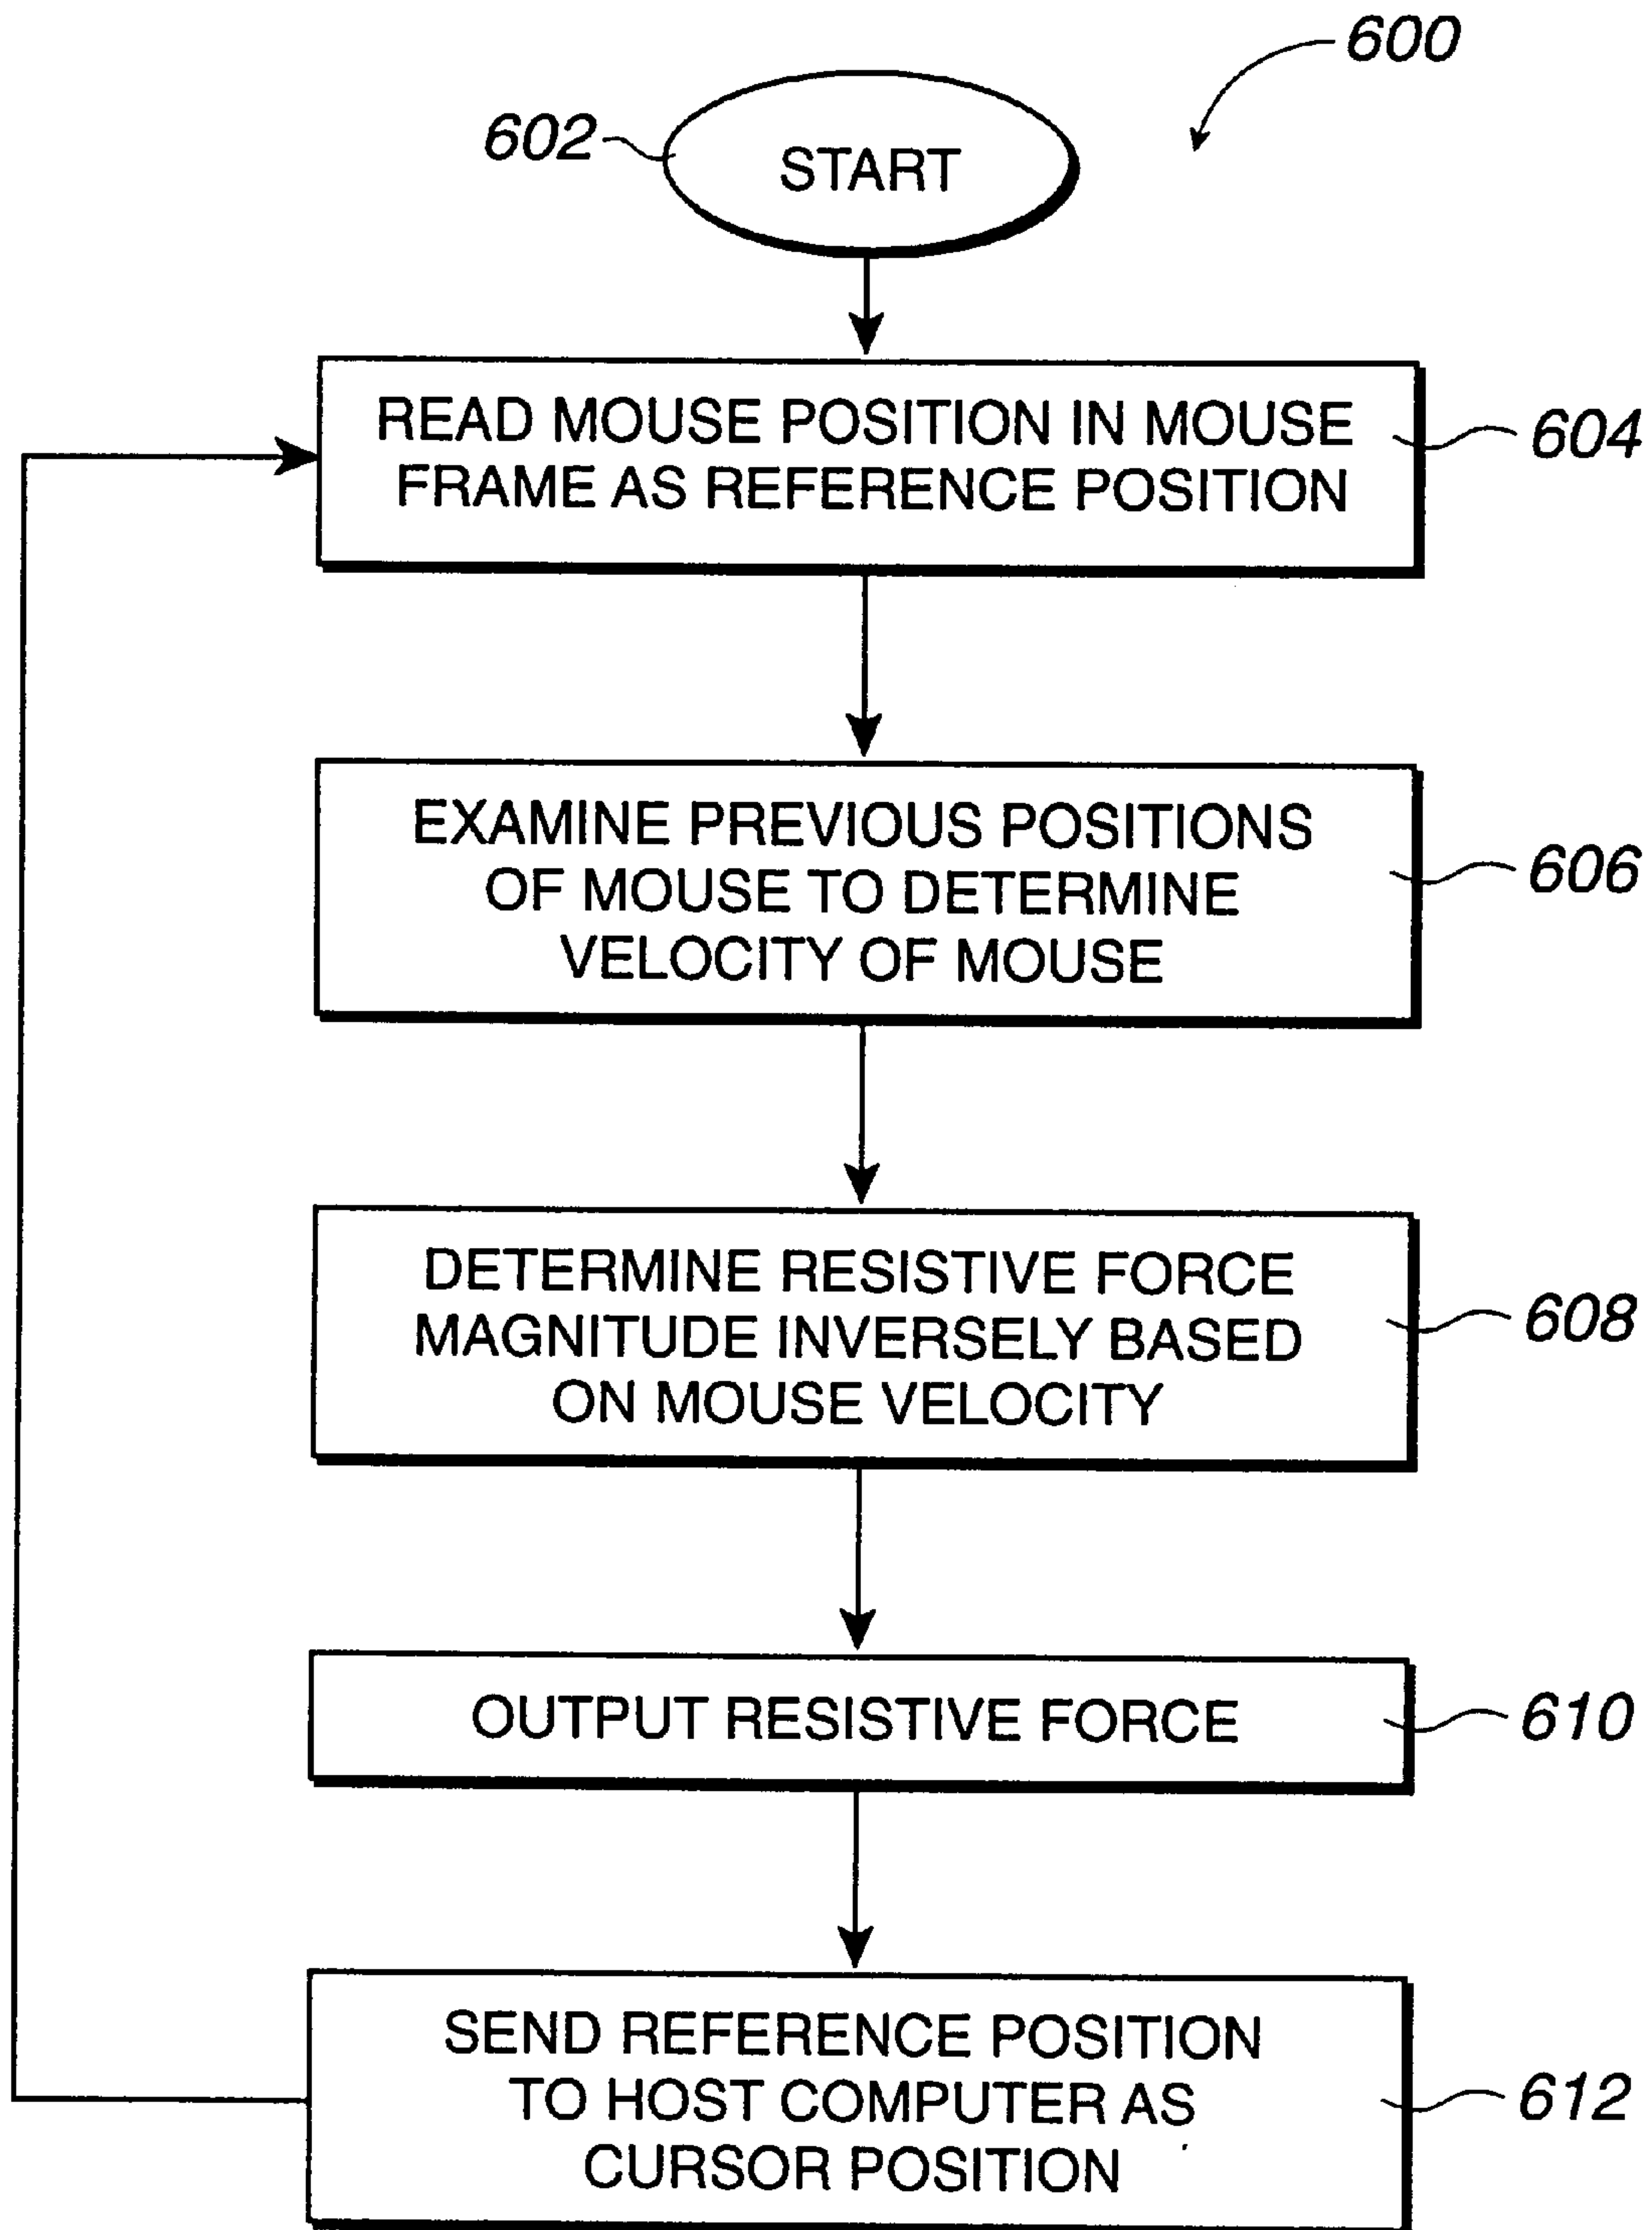 600
602
START
READ MOUSE POSITION IN MOUSE
FRAME AS REFERENCE POSITION
604
EXAMINE PREVIOUS POSITIONS
OF MOUSE TO DETERMINE
VELOCITY OF MOUSE
606
DETERMINE RESISTIVE FORCE
MAGNITUDE INVERSELY BASED
ON MOUSE VELOCITY
608
OUTPUT RESISTIVE FORCE
610
SEND REFERENCE POSITION
TO HOST COMPUTER AS
CURSOR POSITION
612